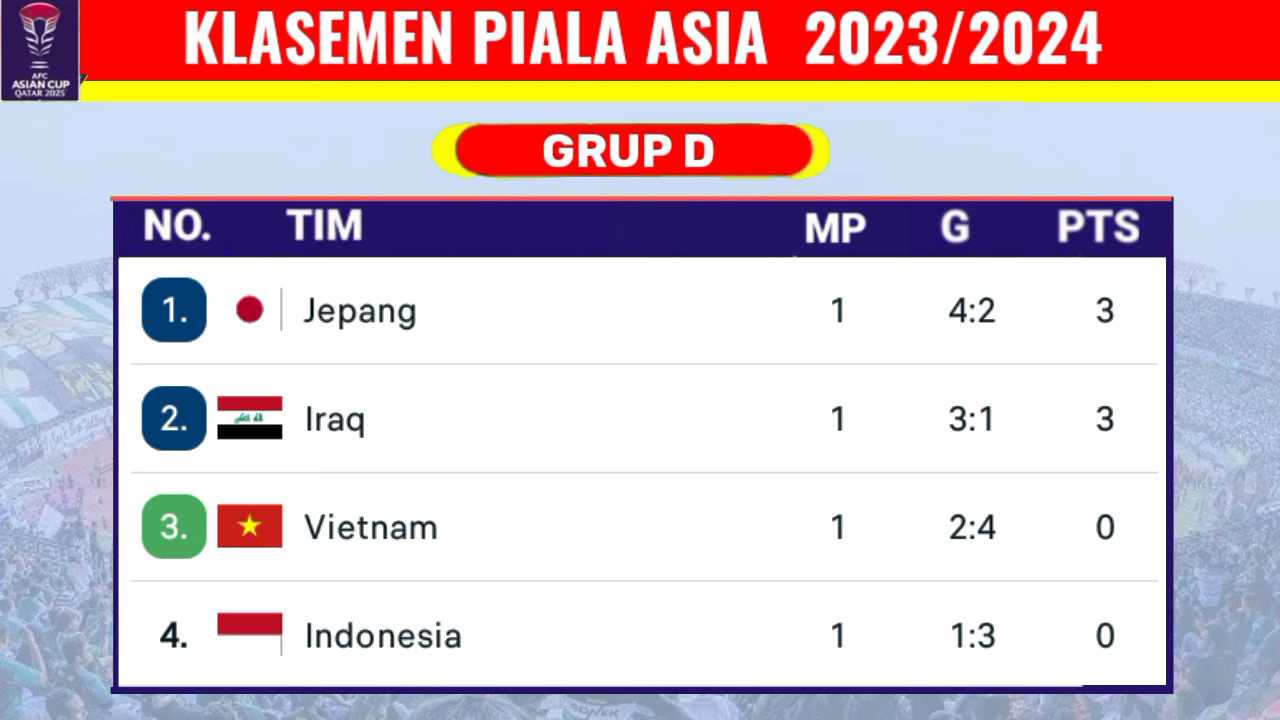 KLASEMEN PIALA ASIA 2023/2024
AFC
ASIAN CUP
QATAR 2023
GRUP D
NO. TIM MP G PTS
1. Jepang 1 4:2 3
2. Iraq 1 3:1 3
3. Vietnam 1 2:4 0
4. Indonesia 1 1:3 0